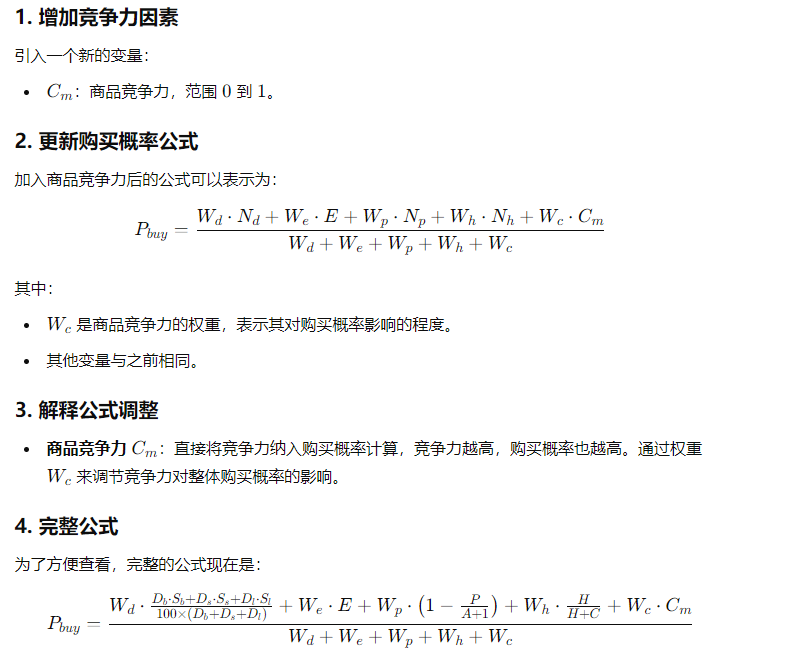 1. 增加竞争力因素
引入一个新的变量：
• $C_m$：商品竞争力，范围 0 到 1。
2. 更新购买概率公式
加入商品竞争力后的公式可以表示为：
$P_{buy} = \frac{W_d \cdot N_d + W_e \cdot E + W_p \cdot N_p + W_h \cdot N_h + W_c \cdot C_m}{W_d + W_e + W_p + W_h + W_c}$
其中：
• $W_c$ 是商品竞争力的权重，表示其对购买概率影响的程度。
• 其他变量与之前相同。
3. 解释公式调整
• 商品竞争力 $C_m$：直接将竞争力纳入购买概率计算，竞争力越高，购买概率也越高。通过权重
$W_c$ 来调节竞争力对整体购买概率的影响。
4. 完整公式
为了方便查看，完整的公式现在是：
$P_{buy} = \frac{W_d \cdot \frac{D_b \cdot S_b + D_s \cdot S_s + D_l \cdot S_l}{100 \times (D_b + D_s + D_l)} + W_e \cdot E + W_p \cdot \left(1 - \frac{P}{A+1}\right) + W_h \cdot \frac{H}{H+C} + W_c \cdot C_m}{W_d + W_e + W_p + W_h + W_c}$